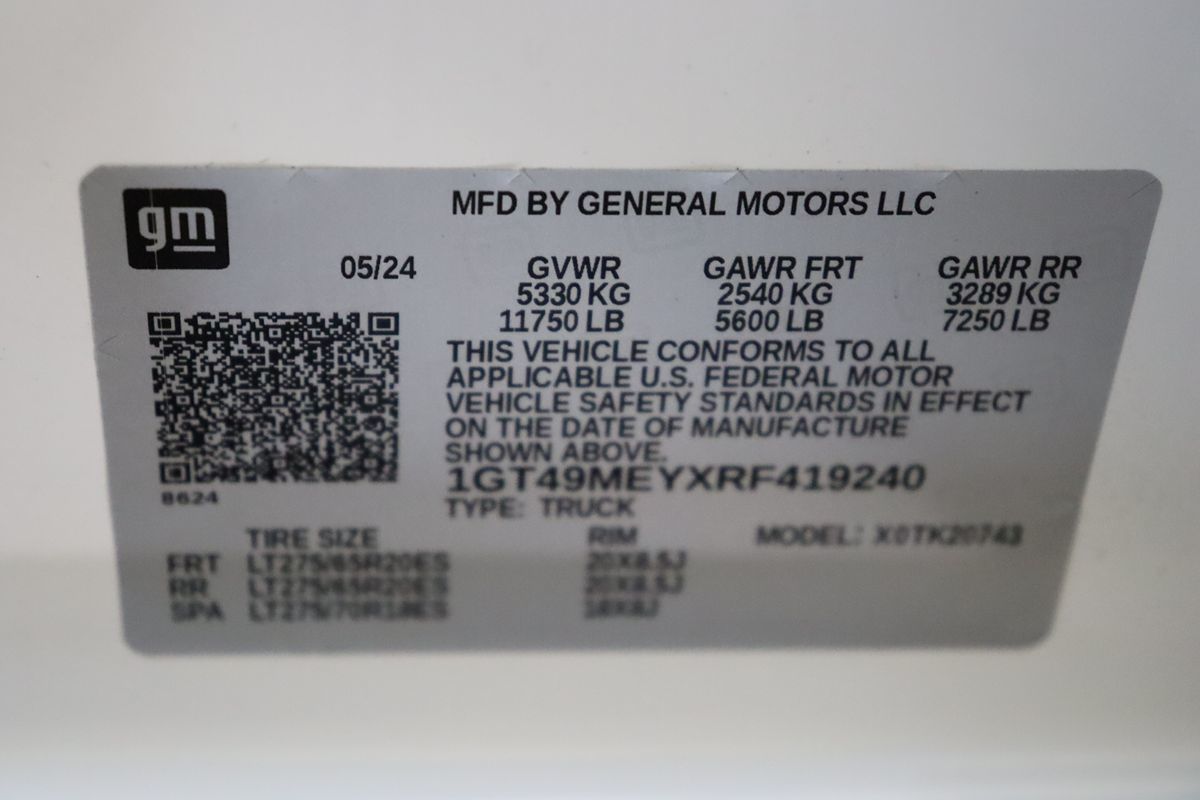 gm
MFD BY GENERAL MOTORS LLC
05/24 GVWR GAWR FRT GAWR RR
5330 KG 2540 KG 3289 KG
11750 LB 5600 LB 7250 LB
THIS VEHICLE CONFORMS TO ALL
APPLICABLE U.S. FEDERAL MOTOR
VEHICLE SAFETY STANDARDS IN EFFECT
ON THE DATE OF MANUFACTURE
SHOWN ABOVE.
1GT49MEYXRF419240
8624
TYPE: TRUCK
TIRE SIZE RIM MODEL: X0TK20743
FRT LT275/65R20ES 20X8.5J
RR LT275/65R20ES 20X8.5J
SPA LT275/70R18ES 18X8J